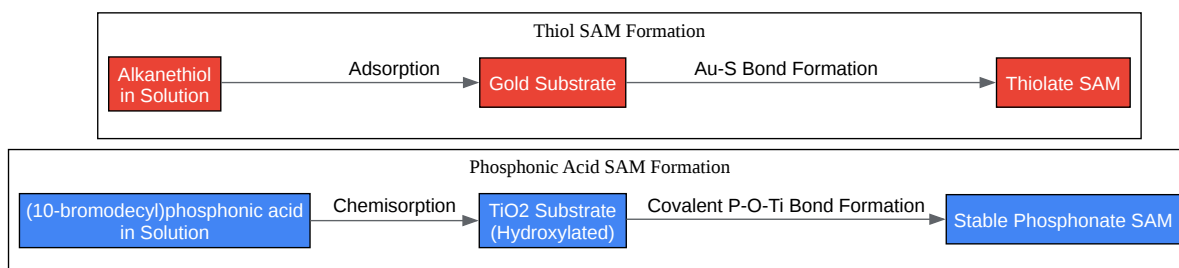 Thiol SAM Formation
Alkanethiol
in Solution
Adsorption
Gold Substrate
Au-S Bond Formation
Thiolate SAM
Phosphonic Acid SAM Formation
(10-bromodecyl)phosphonic acid
in Solution
Chemisorption
TiO2 Substrate
(Hydroxylated)
Covalent P-O-Ti Bond Formation
Stable Phosphonate SAM